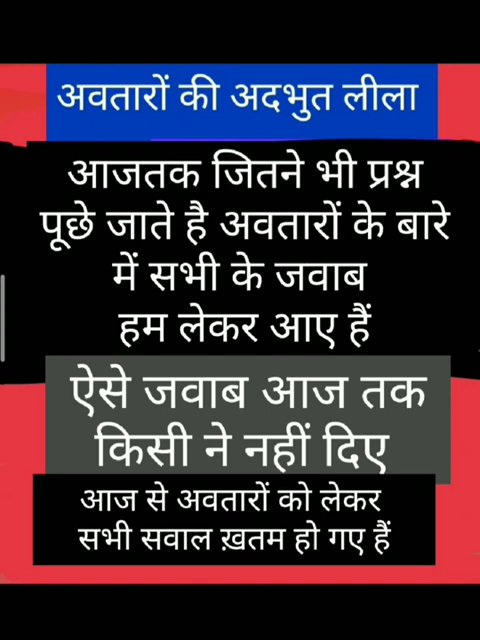 अवतारों की अदभुत लीला
आजतक जितने भी प्रश्न
पूछे जाते है अवतारों के बारे
में सभी के जवाब
हम लेकर आए हैं
ऐसे जवाब आज तक
किसी ने नहीं दिए
आज से अवतारों को लेकर
सभी सवाल ख़तम हो गए हैं